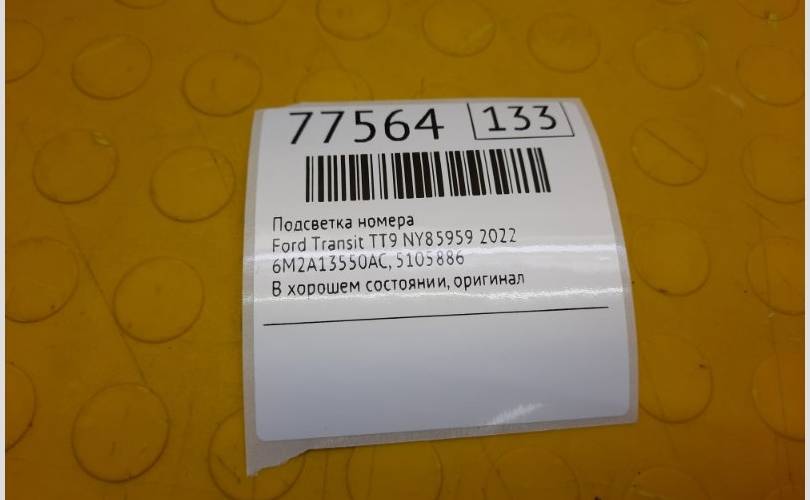 77564 133
Подсветка номера
Ford Transit TT9 NY85959 2022
6M2A13550AC, 5105886
В хорошем состоянии, оригинал